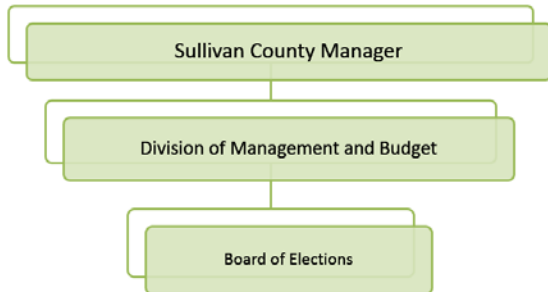 Sullivan County Manager
Division of Management and Budget
Board of Elections